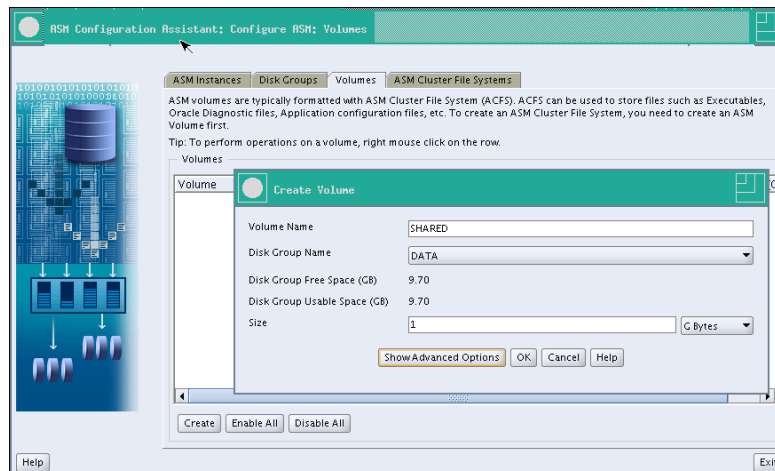 ASM Configuration Assistant: Configure ASM: Volumes
ASM Instances Disk Groups Volumes ASM Cluster File Systems
ASM volumes are typically formatted with ASM Cluster File System (ACFS). ACFS can be used to store files such as Executables,
Oracle Diagnostic files, Application configuration files, etc. To create an ASM Cluster File System, you need to create an ASM
Volume first.
Tip: To perform operations on a volume, right mouse click on the row.
Volumes
Volume
Create Volume
Volume Name SHARED
Disk Group Name DATA
Disk Group Free Space (GB) 9.70
Disk Group Usable Space (GB) 9.70
Size 1 G Bytes
Show Advanced Options OK Cancel Help
Create Enable All Disable All
Help